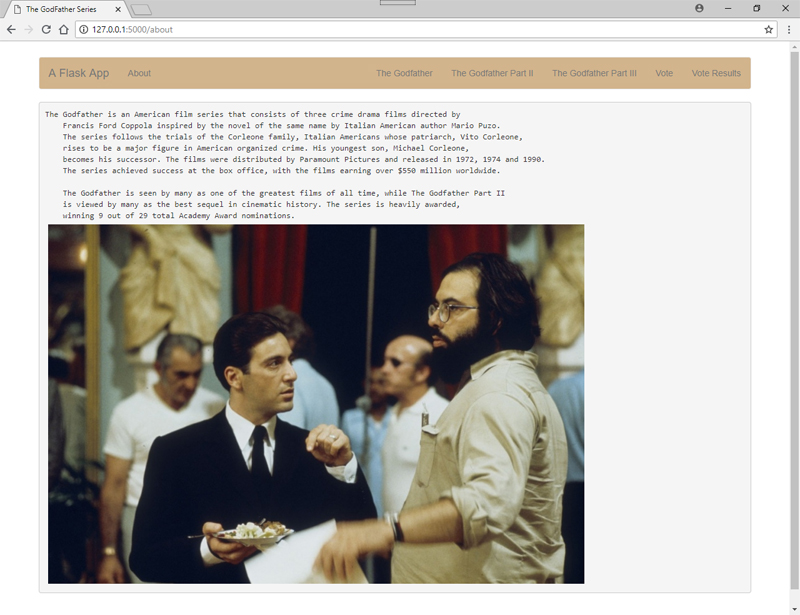 The GodFather Series
127.0.0.1:5000/about
A Flask App About The Godfather The Godfather Part II The Godfather Part III Vote Vote Results
The Godfather is an American film series that consists of three crime drama films directed by
Francis Ford Coppola inspired by the novel of the same name by Italian American author Mario Puzo.
The series follows the trials of the Corleone family, Italian Americans whose patriarch, Vito Corleone,
rises to be a major figure in American organized crime. His youngest son, Michael Corleone,
becomes his successor. The films were distributed by Paramount Pictures and released in 1972, 1974 and 1990.
The series achieved success at the box office, with the films earning over $550 million worldwide.
The Godfather is seen by many as one of the greatest films of all time, while The Godfather Part II
is viewed by many as the best sequel in cinematic history. The series is heavily awarded,
winning 9 out of 29 total Academy Award nominations.